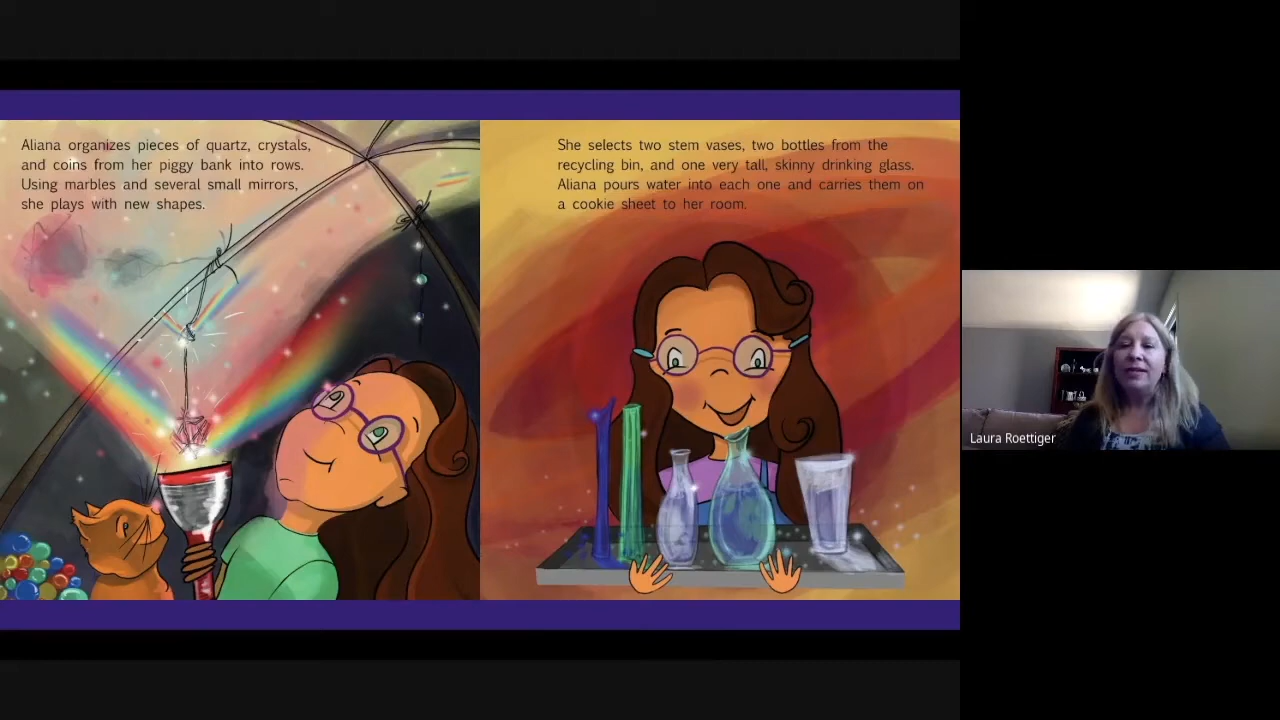 Aliana organizes pieces of quartz, crystals,
and coins from her piggy bank into rows.
Using marbles and several small mirrors,
she plays with new shapes.
She selects two stem vases, two bottles from the
recycling bin, and one very tall, skinny drinking glass.
Aliana pours water into each one and carries them on
a cookie sheet to her room.
Laura Roettiger